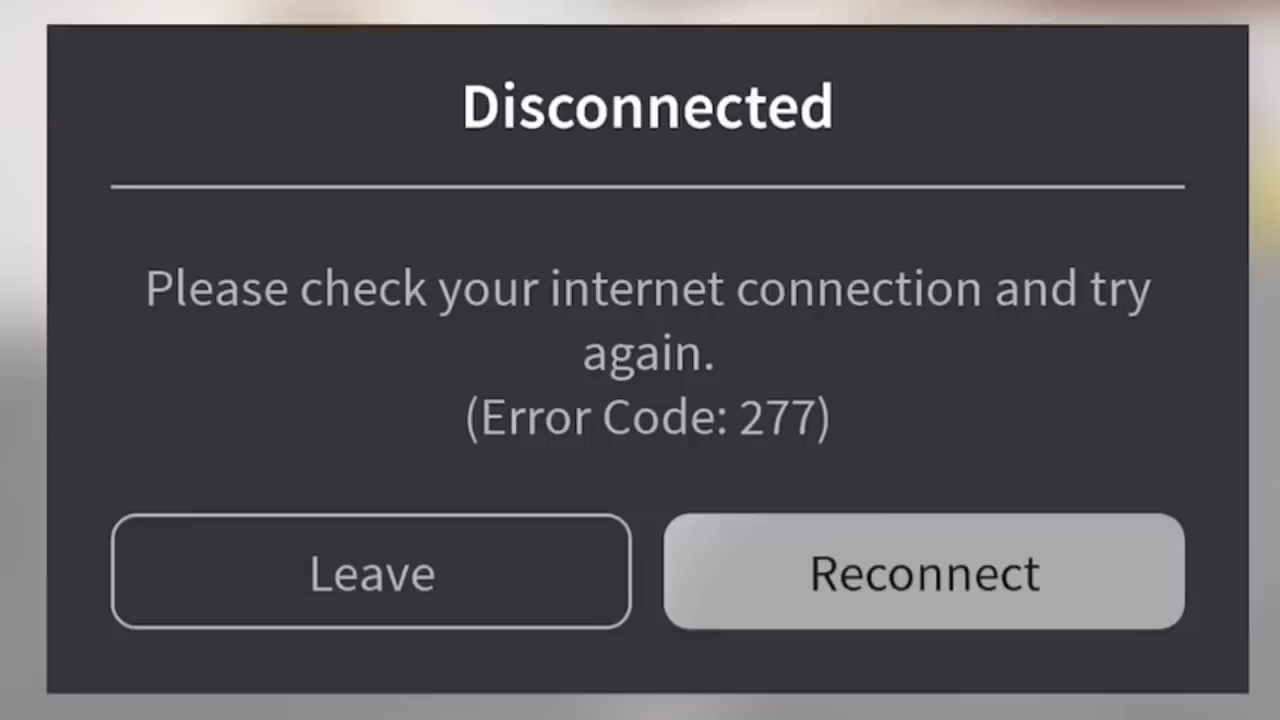 Disconnected
Please check your internet connection and try
again.
(Error Code: 277)
Leave
Reconnect